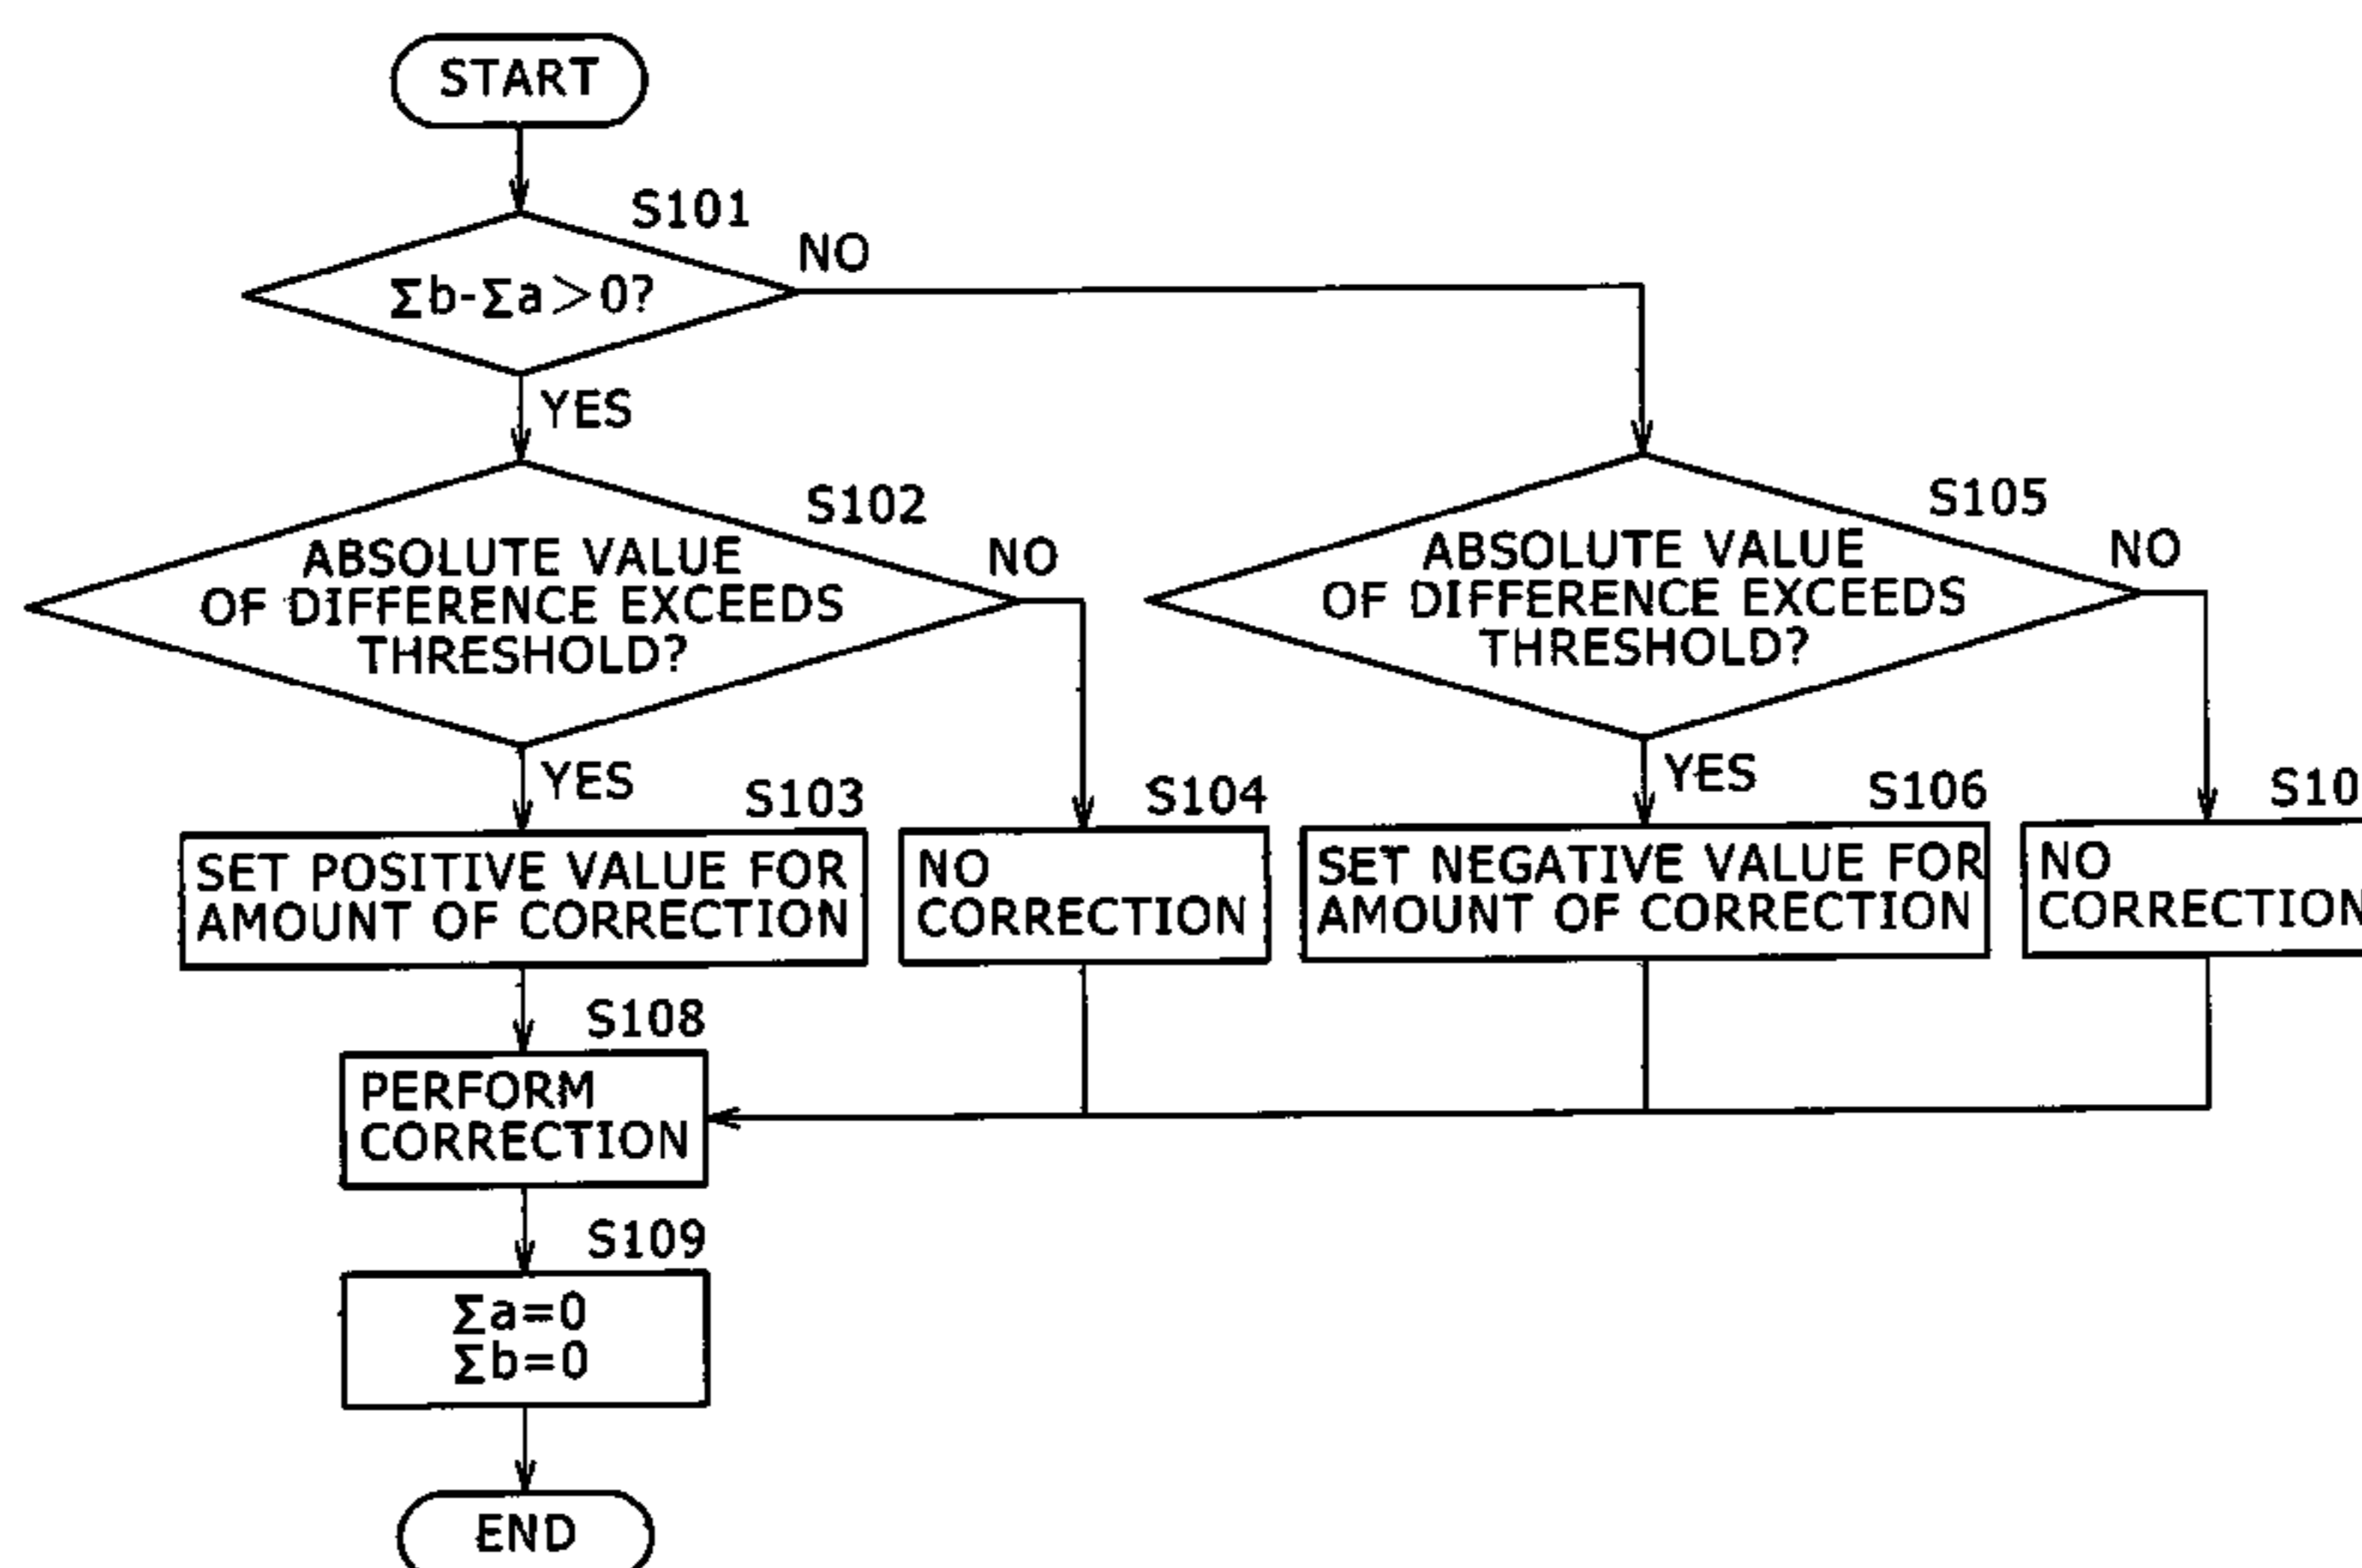 START
S101
Σb-Σa>0?
NO
YES
S102
ABSOLUTE VALUE
OF DIFFERENCE EXCEEDS
THRESHOLD?
NO
YES
S105
ABSOLUTE VALUE
OF DIFFERENCE EXCEEDS
THRESHOLD?
NO
YES
S103
SET POSITIVE VALUE FOR
AMOUNT OF CORRECTION
S104
NO
CORRECTION
S106
SET NEGATIVE VALUE FOR
AMOUNT OF CORRECTION
S10
NO
CORRECTION
S108
PERFORM
CORRECTION
S109
Σa=0
Σb=0
END